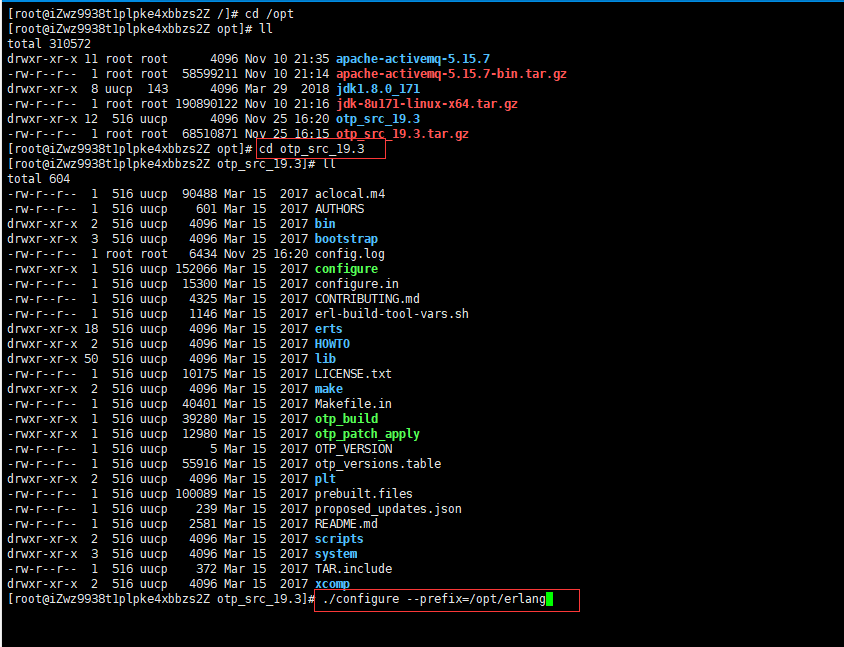 [root@iZwz9938t1plpke4xbbzs2Z /]# cd /opt
[root@iZwz9938t1plpke4xbbzs2Z opt]# ll
total 310572
drwxr-xr-x 11 root root      4096 Nov 10 21:35 apache-activemq-5.15.7
-rw-r--r--  1 root root  58599211 Nov 10 21:14 apache-activemq-5.15.7-bin.tar.gz
drwxr-xr-x  8 uucp  143      4096 Mar 29  2018 jdk1.8.0_171
-rw-r--r--  1 root root 190890122 Nov 10 21:16 jdk-8u171-linux-x64.tar.gz
drwxr-xr-x 12  516 uucp      4096 Nov 25 16:20 otp_src_19.3
-rw-r--r--  1 root root  68510871 Nov 25 16:15 otp_src_19.3.tar.gz
[root@iZwz9938t1plpke4xbbzs2Z opt]# cd otp_src_19.3
[root@iZwz9938t1plpke4xbbzs2Z otp_src_19.3]# ll
total 604
-rw-r--r--  1  516 uucp  90488 Mar 15  2017 aclocal.m4
-rw-r--r--  1  516 uucp    601 Mar 15  2017 AUTHORS
drwxr-xr-x  2  516 uucp   4096 Mar 15  2017 bin
drwxr-xr-x  3  516 uucp   4096 Mar 15  2017 bootstrap
-rw-r--r--  1 root root   6434 Nov 25 16:20 config.log
-rwxr-xr-x  1  516 uucp 152066 Mar 15  2017 configure
-rw-r--r--  1  516 uucp  15300 Mar 15  2017 configure.in
-rw-r--r--  1  516 uucp   4325 Mar 15  2017 CONTRIBUTING.md
-rw-r--r--  1  516 uucp   1146 Mar 15  2017 erl-build-tool-vars.sh
drwxr-xr-x 18  516 uucp   4096 Mar 15  2017 erts
drwxr-xr-x  2  516 uucp   4096 Mar 15  2017 HOWTO
drwxr-xr-x 50  516 uucp   4096 Mar 15  2017 lib
-rw-r--r--  1  516 uucp  10175 Mar 15  2017 LICENSE.txt
drwxr-xr-x  2  516 uucp   4096 Mar 15  2017 make
-rw-r--r--  1  516 uucp  40401 Mar 15  2017 Makefile.in
-rwxr-xr-x  1  516 uucp  39280 Mar 15  2017 otp_build
-rwxr-xr-x  1  516 uucp  12980 Mar 15  2017 otp_patch_apply
-rw-r--r--  1  516 uucp      5 Mar 15  2017 OTP_VERSION
-rw-r--r--  1  516 uucp  55916 Mar 15  2017 otp_versions.table
drwxr-xr-x  2  516 uucp   4096 Mar 15  2017 plt
-rw-r--r--  1  516 uucp 100089 Mar 15  2017 prebuilt.files
-rw-r--r--  1  516 uucp    239 Mar 15  2017 proposed_updates.json
-rw-r--r--  1  516 uucp   2581 Mar 15  2017 README.md
drwxr-xr-x  2  516 uucp   4096 Mar 15  2017 scripts
drwxr-xr-x  3  516 uucp   4096 Mar 15  2017 system
-rw-r--r--  1  516 uucp    372 Mar 15  2017 TAR.include
drwxr-xr-x  2  516 uucp   4096 Mar 15  2017 xcomp
[root@iZwz9938t1plpke4xbbzs2Z otp_src_19.3]# ./configure --prefix=/opt/erlang